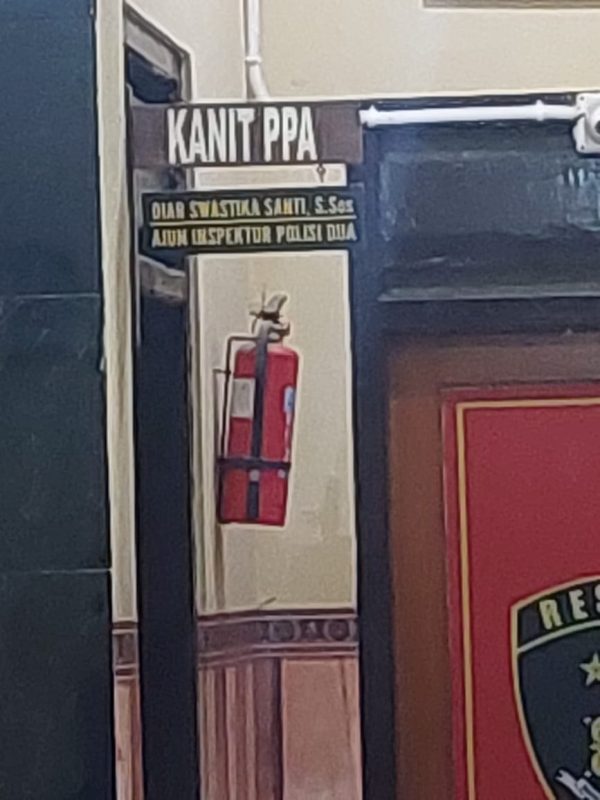 KANIT PPA
DIAR SWASTIKA SANTI, S.Sos
AJUN INSPEKTUR POLISI DUA
RES